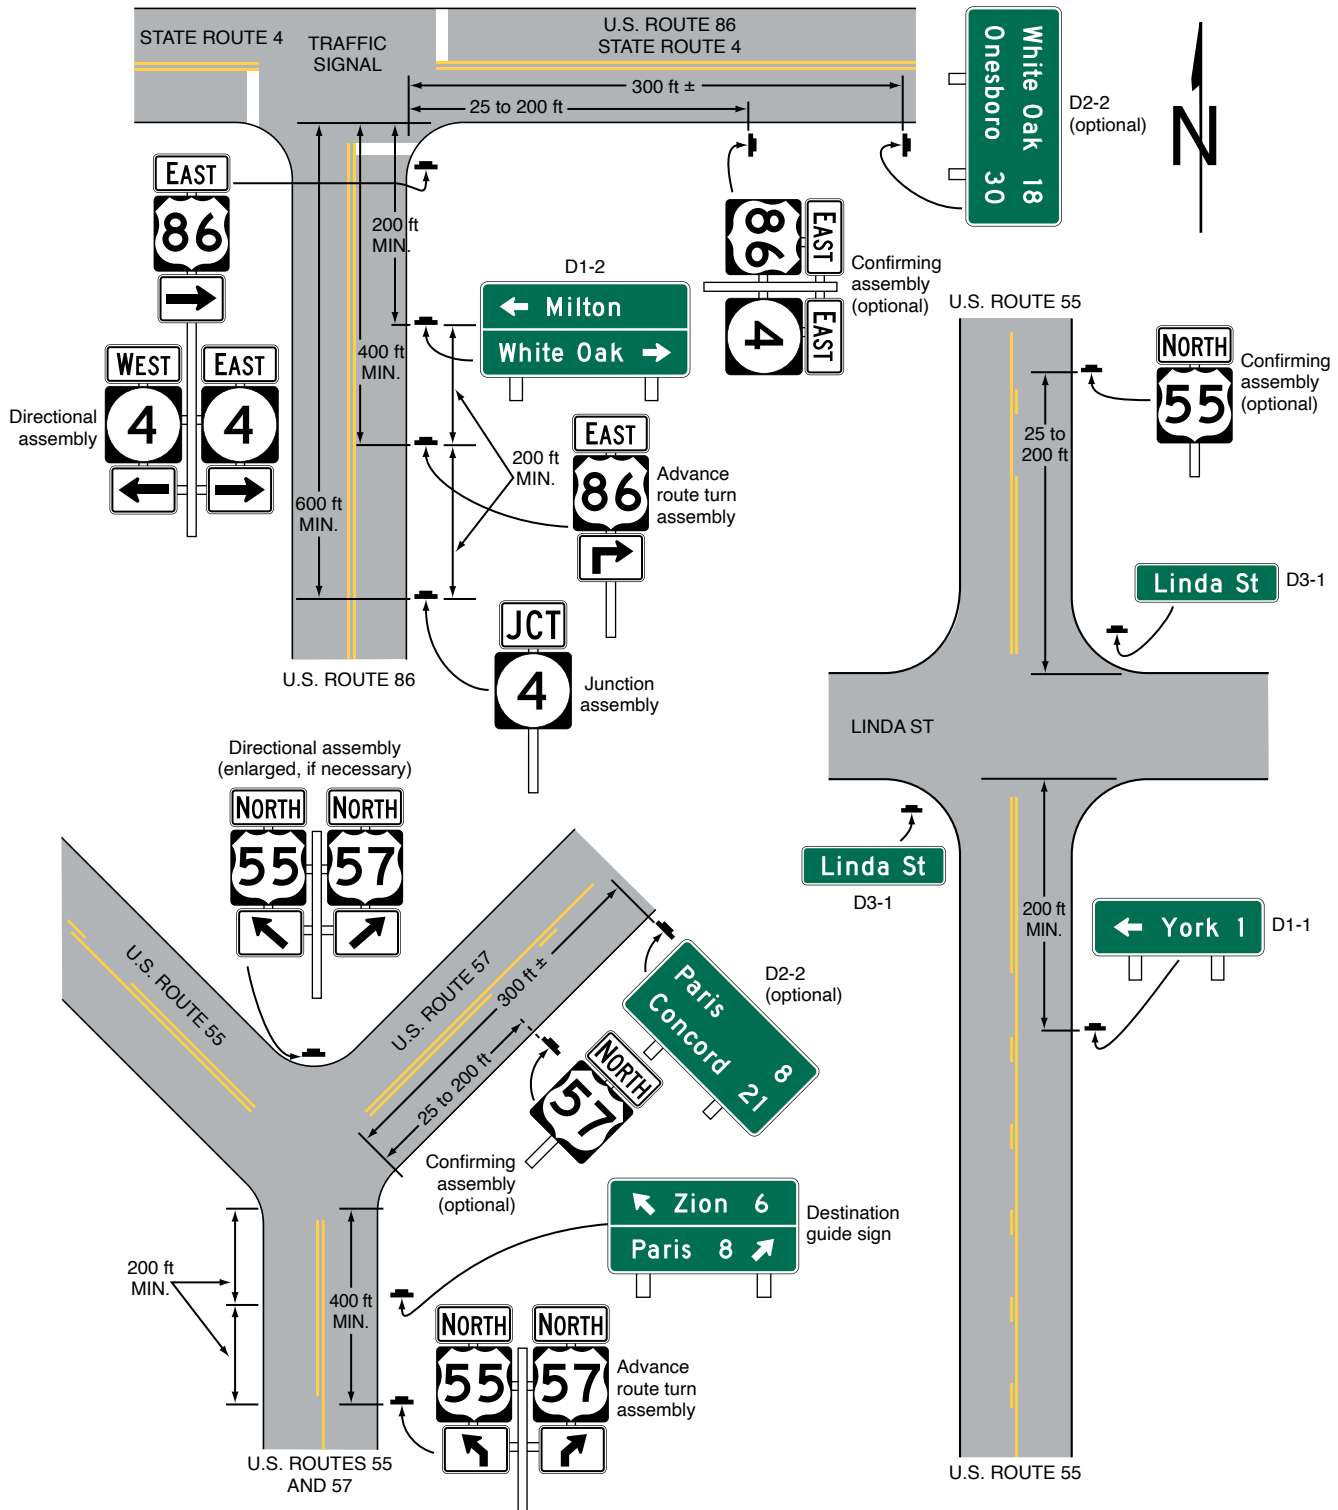 STATE ROUTE 4
TRAFFIC
SIGNAL
U.S. ROUTE 86
STATE ROUTE 4
300 ft ±
25 to 200 ft
White Oak 18
Onesboro 30
D2-2
(optional)
N
EAST
86
200 ft
MIN.
D1-2
Milton
White Oak
86
EAST
4
EAST
Confirming
assembly
(optional)
WEST
EAST
4
4
Directional
assembly
400 ft
MIN.
200 ft
MIN.
EAST
86
Advance
route turn
assembly
600 ft
MIN.
JCT
4
Junction
assembly
U.S. ROUTE 86
U.S. ROUTE 55
NORTH
55
Confirming
assembly
(optional)
25 to
200 ft
Linda St
D3-1
LINDA ST
Linda St
D3-1
200 ft
MIN.
York 1
D1-1
U.S. ROUTE 55
Directional assembly
(enlarged, if necessary)
NORTH
NORTH
55
57
U.S. ROUTE 55
U.S. ROUTE 57
300 ft ±
25 to 200 ft
D2-2
(optional)
Paris 8
Concord 21
NORTH
57
Confirming
assembly
(optional)
Zion 6
Paris 8
Destination
guide sign
200 ft
MIN.
400 ft
MIN.
NORTH
NORTH
55
57
Advance
route turn
assembly
U.S. ROUTES 55
AND 57